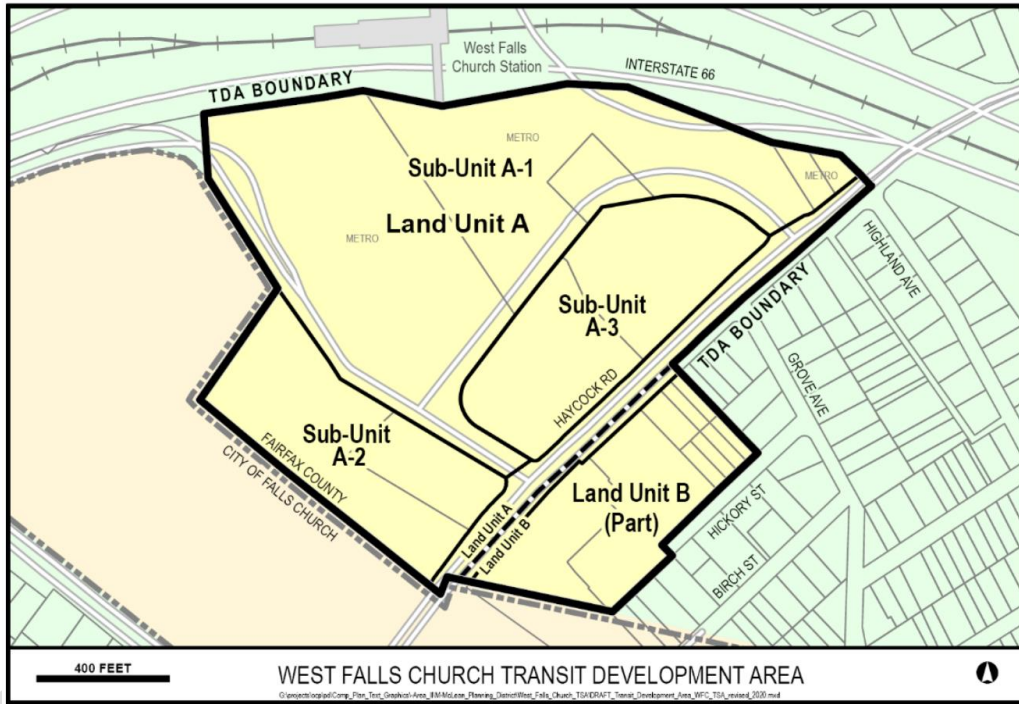 West Falls
Church Station
INTERSTATE 66
TDA BOUNDARY
METRO
Sub-Unit A-1
METRO
Land Unit A
METRO
HIGHLAND AVE
Sub-Unit
A-3
TDA BOUNDARY
GROVE AVE
HAYCOCK RD
Sub-Unit
A-2
FAIRFAX COUNTY
CITY OF FALLS CHURCH
Land Unit B
(Part)
HICKORY ST
Land Unit A
Land Unit B
BIRCH ST
400 FEET
WEST FALLS CHURCH TRANSIT DEVELOPMENT AREA